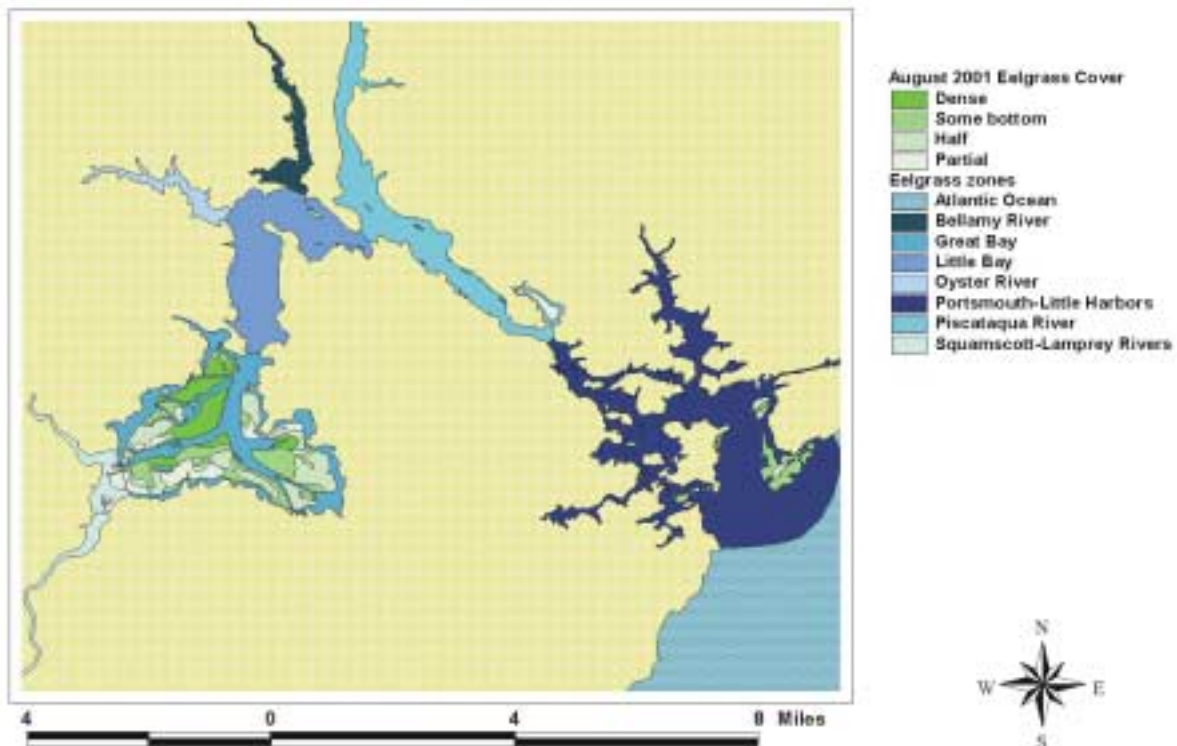 August 2001 Eelgrass Cover
Dense
Some bottom
Half
Partial
Eelgrass zones
Atlantic Ocean
Bellamy River
Great Bay
Little Bay
Oyster River
Portsmouth-Little Harbors
Piscataqua River
Squamscott-Lamprey Rivers
N
W E
S
4 0 4 8 Miles